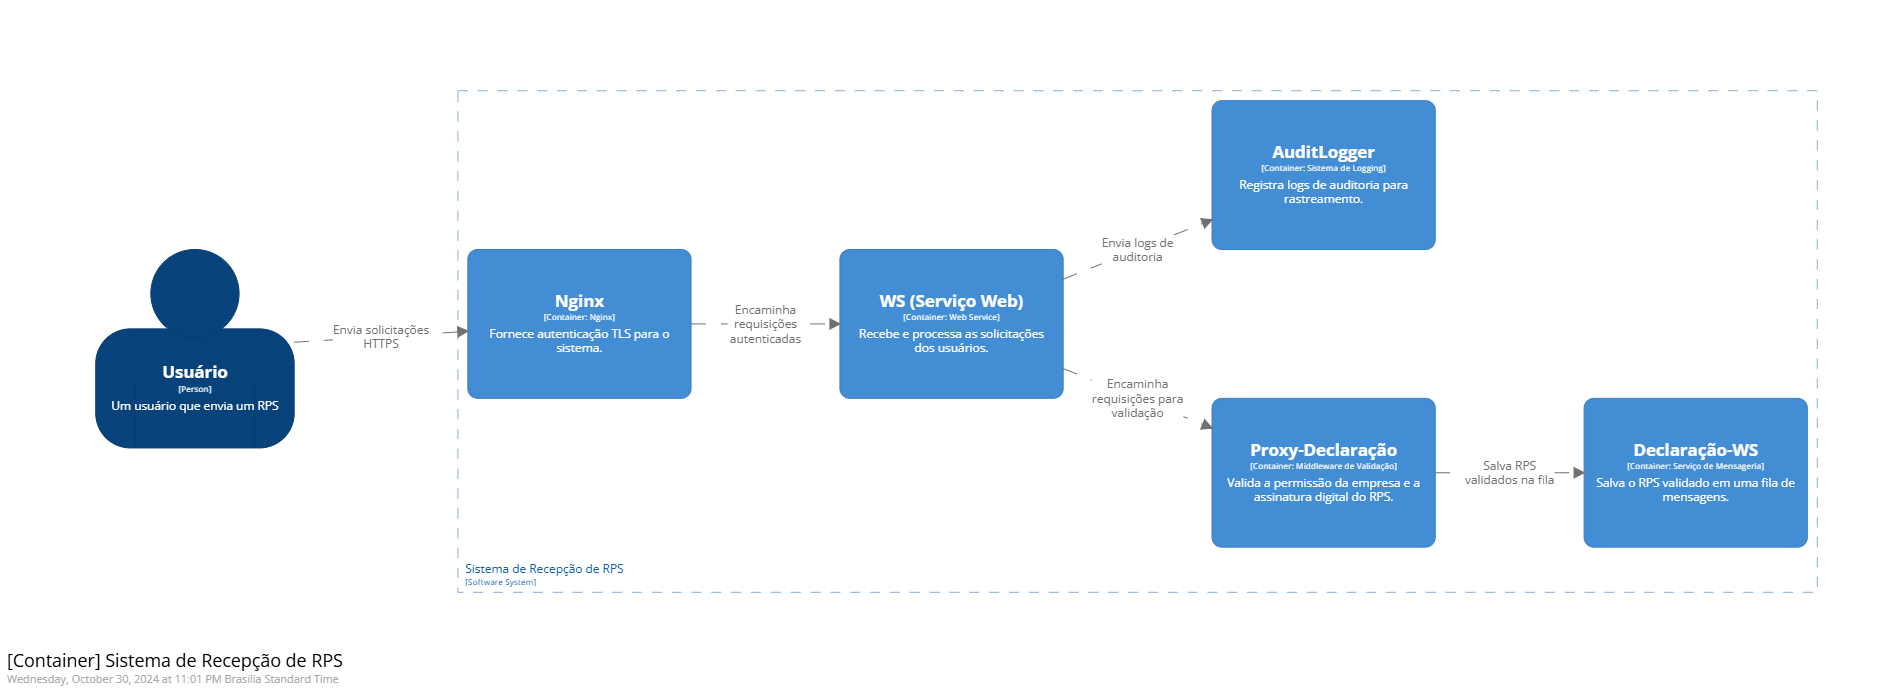 AuditLogger
[Container: Sistema de Logging]
Registra logs de auditoria para
rastreamento.
Envia logs de
auditoria
Nginx
[Container: Nginx]
Fornece autenticação TLS para o
sistema.
Encaminha
requisições
autenticadas
WS (Serviço Web)
[Container: Web Service]
Recebe e processa as solicitações
dos usuários.
Envia solicitações
HTTPS
Usuário
[Person]
Um usuário que envia um RPS
Encaminha
requisições para
validação
Proxy-Declaração
[Container: Middleware de Validação]
Valida a permissão da empresa e a
assinatura digital do RPS.
Salva RPS
validados na fila
Declaração-WS
[Container: Serviço de Mensageria]
Salva o RPS validado em uma fila de
mensagens.
Sistema de Recepção de RPS
[Software System]
[Container] Sistema de Recepção de RPS
Wednesday, October 30, 2024 at 11:01 PM Brasilia Standard Time